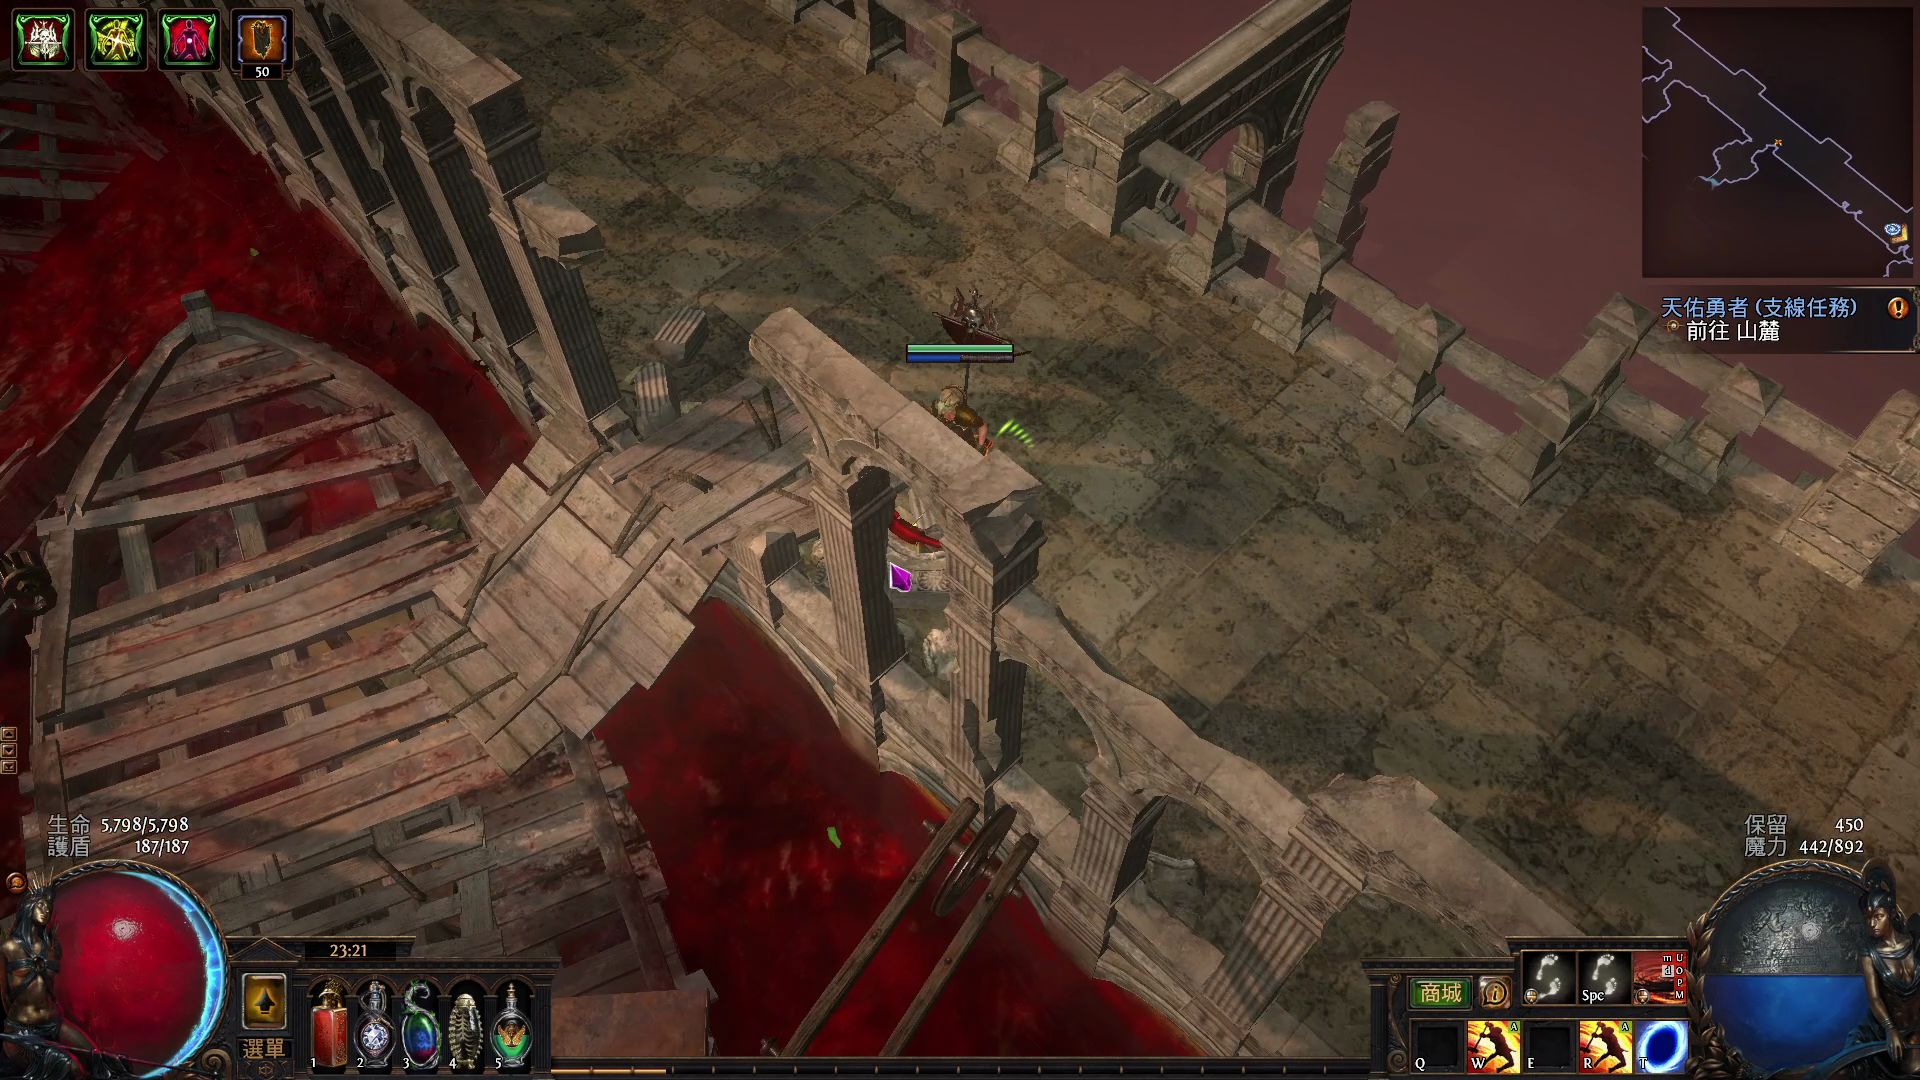 50
天佑勇者 (支線任務)
前往 山麓
生命 5,798/5,798
護盾 187/187
保留 450
魔力 442/892
23:21
選單
1 2 3 4 5
商城
Spc
Q W E R T